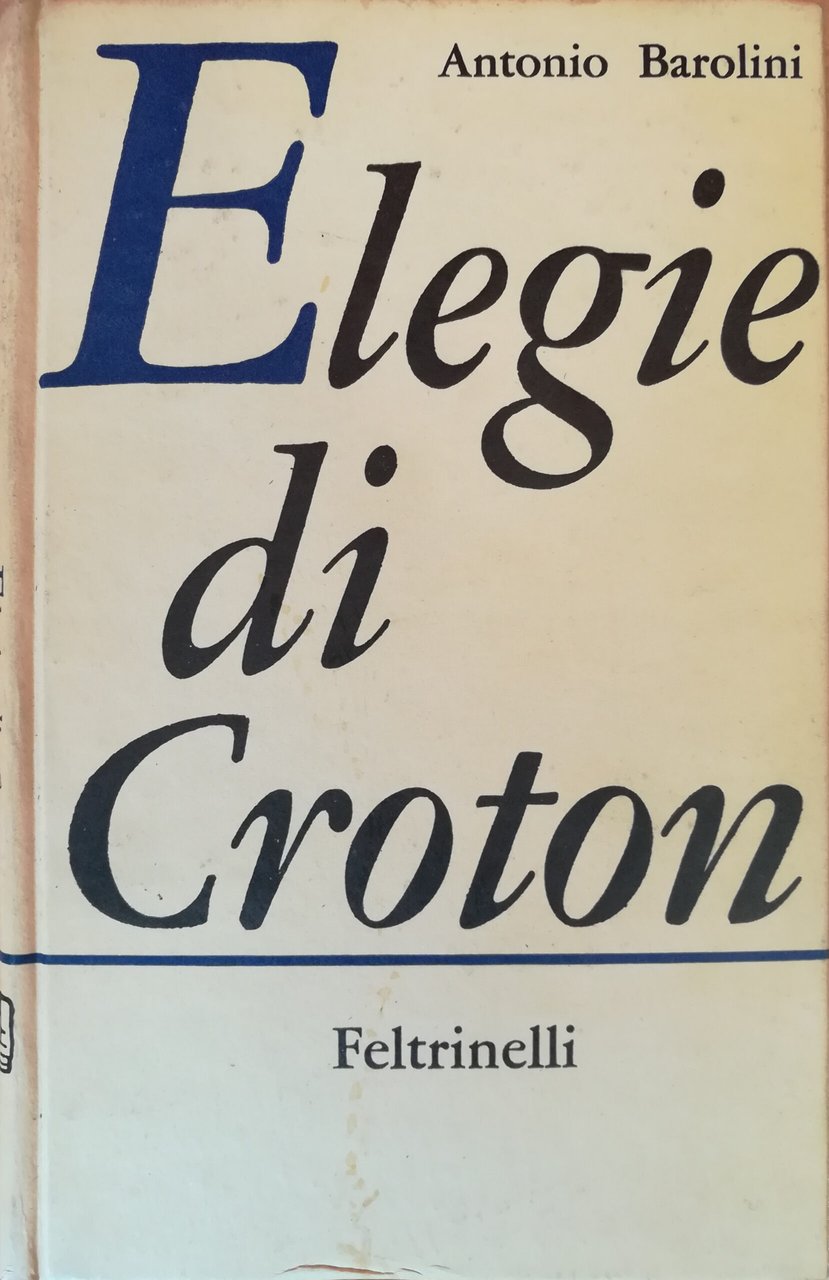 Antonio Barolini
Elegie
di
Croton
Feltrinelli